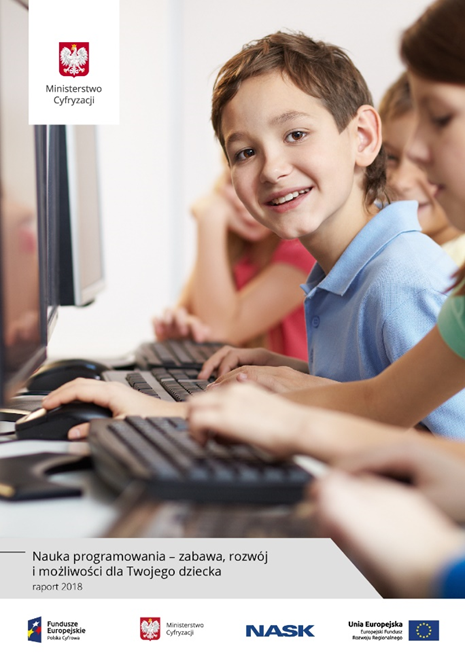 Ministerstwo
Cyfryzacji
Nauka programowania – zabawa, rozwój
i możliwości dla Twojego dziecka
raport 2018
Fundusze
Europejskie
Polska Cyfrowa
Ministerstwo
Cyfryzacji
NASK
Unia Europejska
Europejski Fundusz
Rozwoju Regionalnego